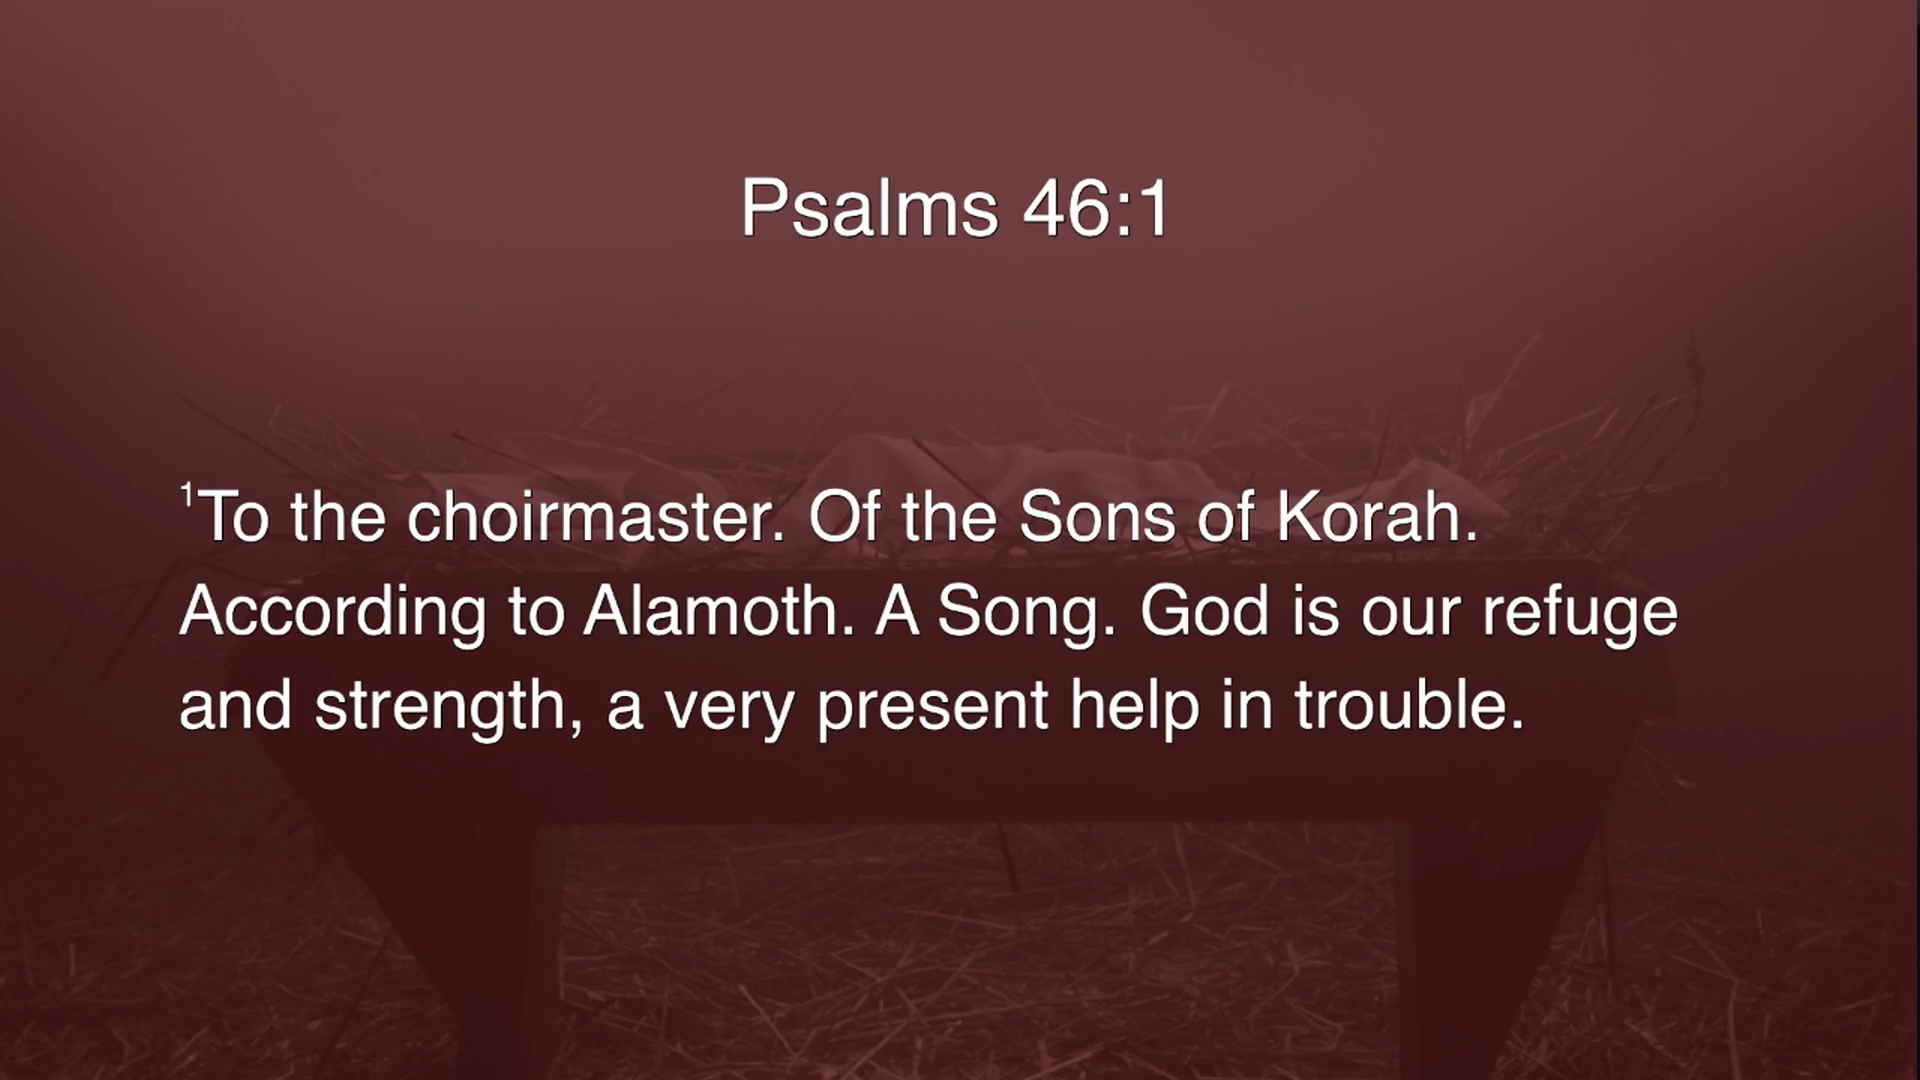 Psalms 46:1
¹To the choirmaster. Of the Sons of Korah.
According to Alamoth. A Song. God is our refuge
and strength, a very present help in trouble.